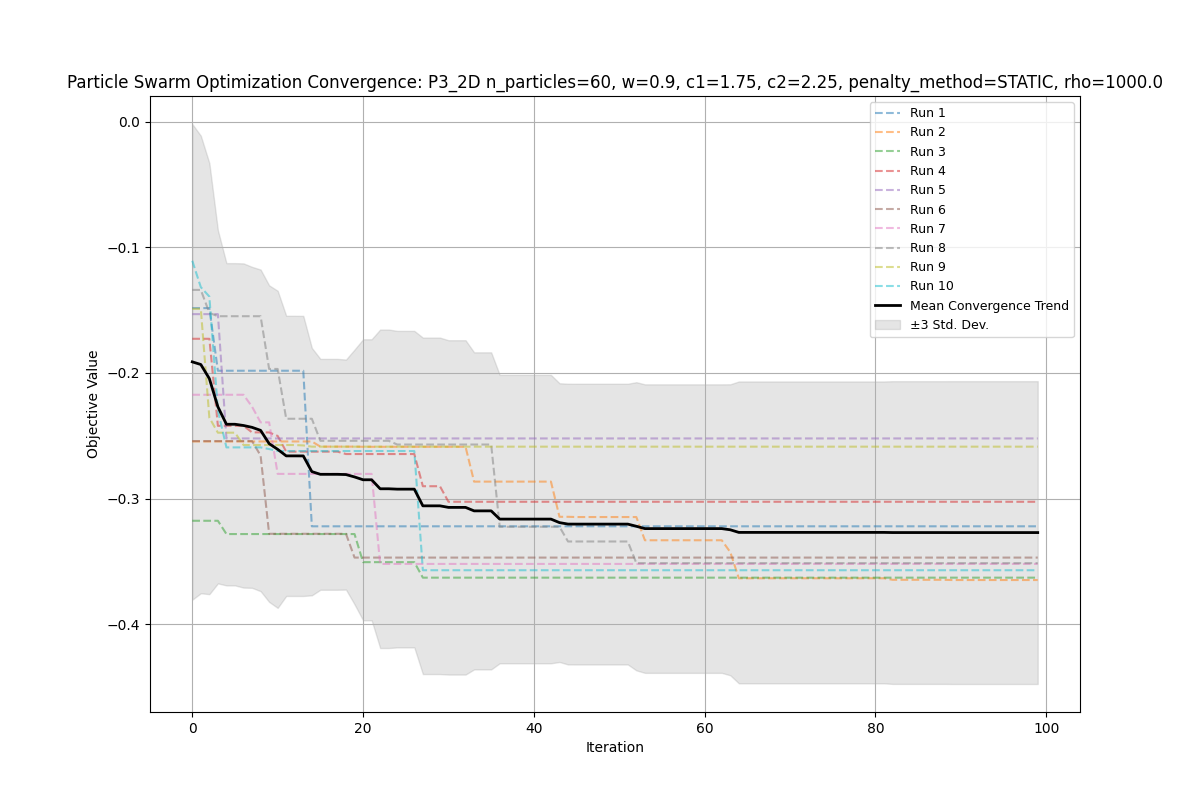 Particle Swarm Optimization Convergence: P3_2D n_particles=60, w=0.9, c1=1.75, c2=2.25, penalty_method=STATIC, rho=1000.0
Objective Value
0.0
−0.1
−0.2
−0.3
−0.4
Run 1
Run 2
Run 3
Run 4
Run 5
Run 6
Run 7
Run 8
Run 9
Run 10
Mean Convergence Trend
±3 Std. Dev.
0 20 40 60 80 100
Iteration